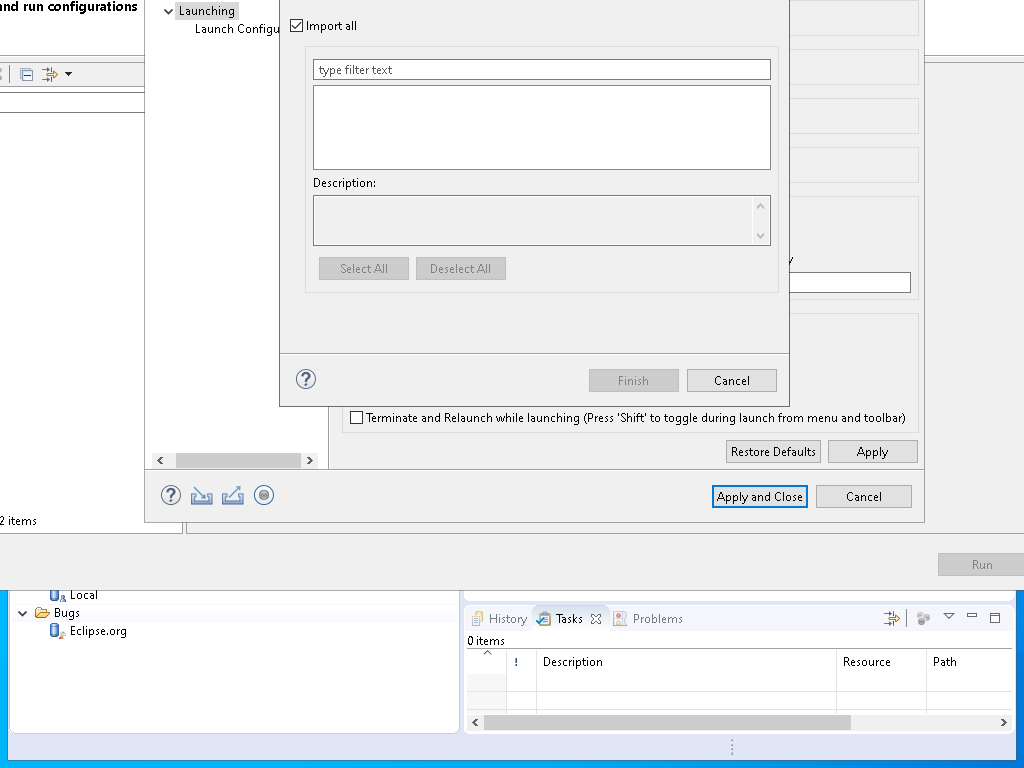 and run configurations
Launching
Launch Configu
Import all
type filter text
Description:
Select All
Deselect All
Finish
Cancel
Terminate and Relaunch while launching (Press 'Shift' to toggle during launch from menu and toolbar)
Restore Defaults
Apply
Apply and Close
Cancel
2 items
Run
Local
Bugs
Eclipse.org
History
Tasks
Problems
0 items
!
Description
Resource
Path